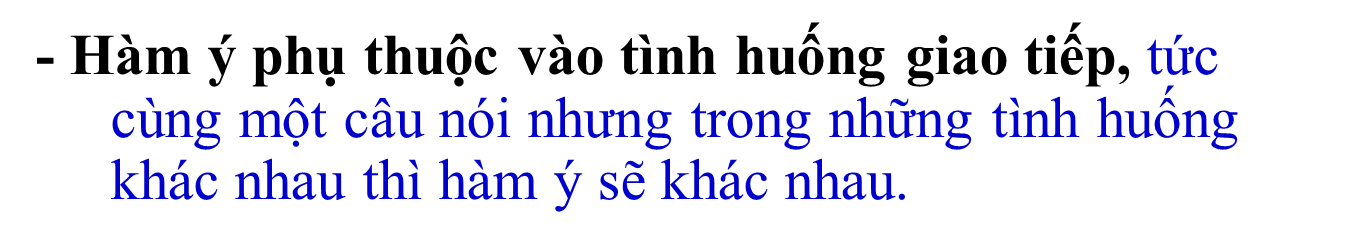 - Hàm ý phụ thuộc vào tình huống giao tiếp, tức
cùng một câu nói nhưng trong những tình huống
khác nhau thì hàm ý sẽ khác nhau.